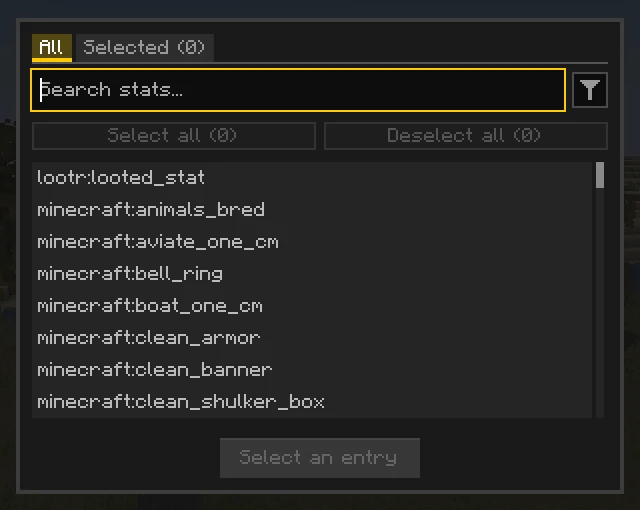 All Selected (0)
Search stats...
Select all (0) Deselect all (0)
lootr:looted_stat
minecraft:animals_bred
minecraft:aviate_one_cm
minecraft:bell_ring
minecraft:boat_one_cm
minecraft:clean_armor
minecraft:clean_banner
minecraft:clean_shulker_box
Select an entry